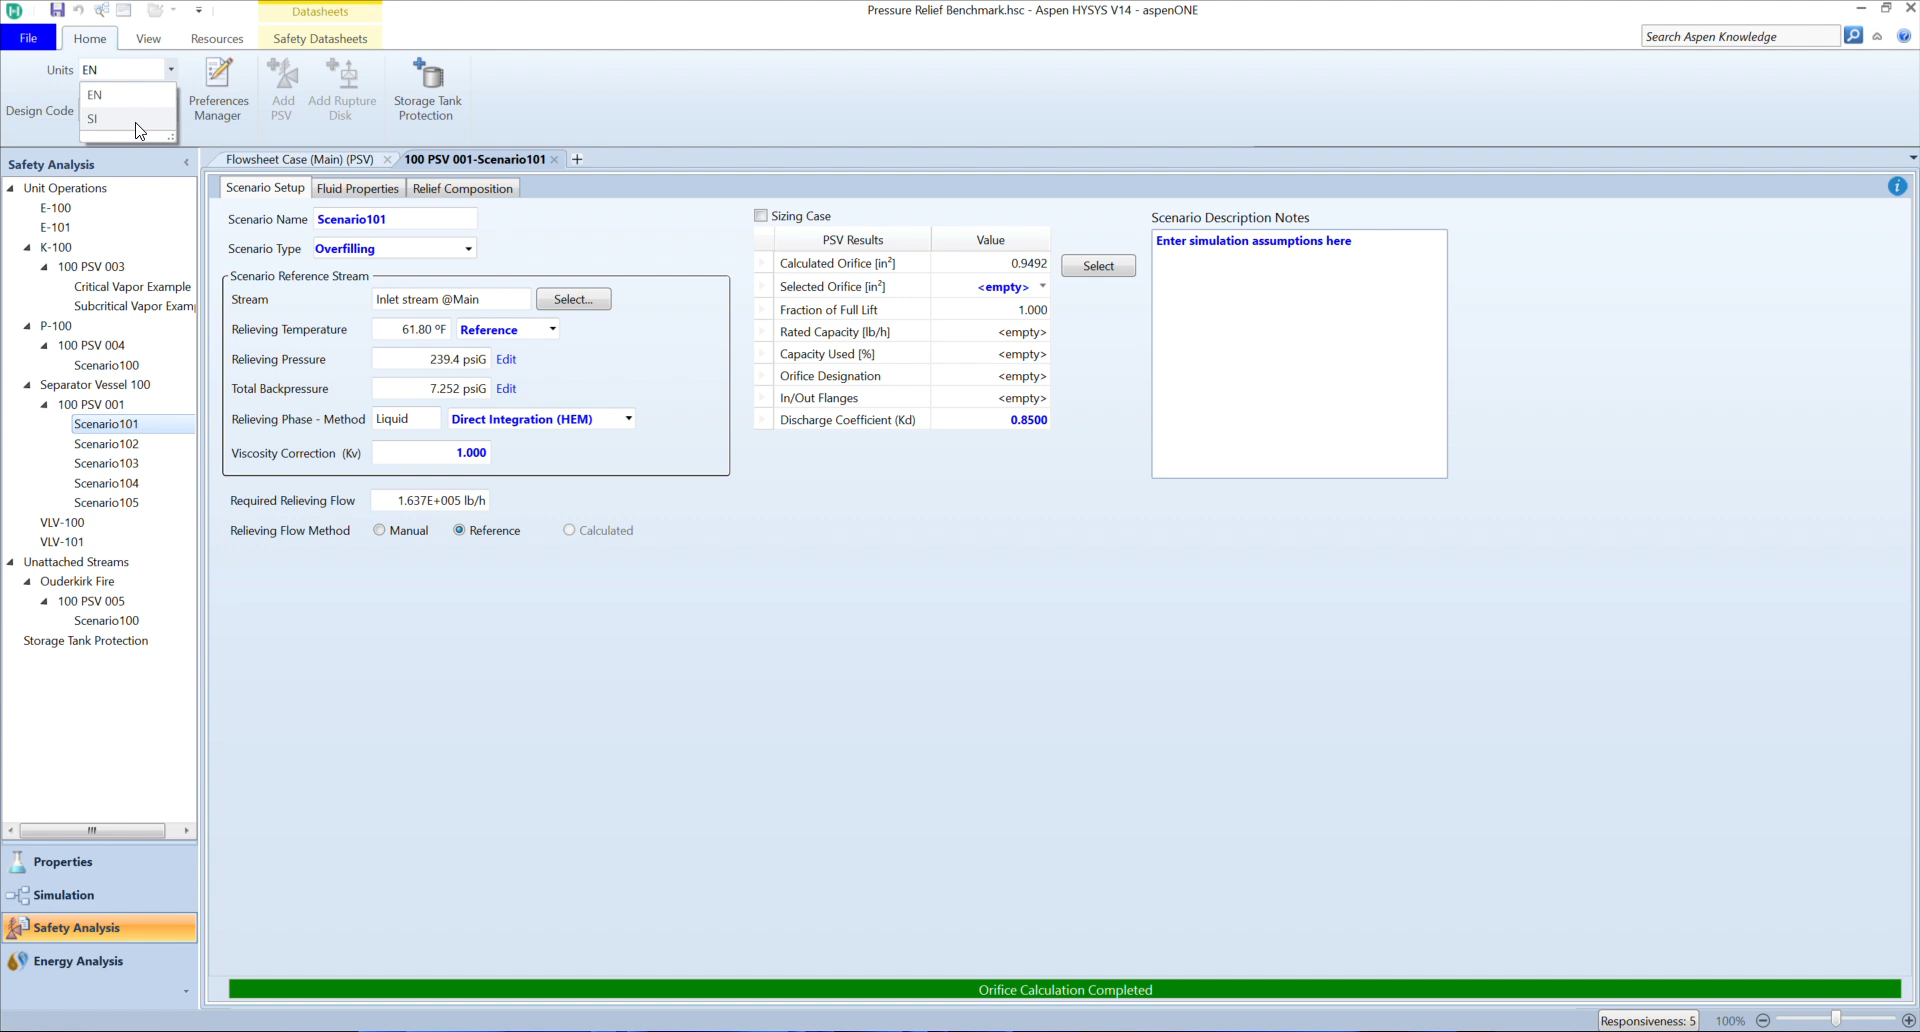 Datasheets
Pressure Relief Benchmark.hsc - Aspen HYSYS V14 - aspenONE
File
Home
View
Resources
Safety Datasheets
Search Aspen Knowledge
Units EN
EN
SI
Design Code
Preferences
Manager
Add
PSV
Add Rupture
Disk
Storage Tank
Protection
Safety Analysis
Flowsheet Case (Main) (PSV)
100 PSV 001-Scenario101
Unit Operations
E-100
E-101
K-100
100 PSV 003
Critical Vapor Example
Subcritical Vapor Exam
P-100
100 PSV 004
Scenario100
Separator Vessel 100
100 PSV 001
Scenario101
Scenario102
Scenario103
Scenario104
Scenario105
VLV-100
VLV-101
Unattached Streams
Ouderkirk Fire
100 PSV 005
Scenario100
Storage Tank Protection
Properties
Simulation
Safety Analysis
Energy Analysis
Scenario Setup
Fluid Properties
Relief Composition
Scenario Name Scenario101
Scenario Type Overfilling
Scenario Reference Stream
Stream Inlet stream @Main Select...
Relieving Temperature 61.80 ºF Reference
Relieving Pressure 239.4 psiG Edit
Total Backpressure 7.252 psiG Edit
Relieving Phase - Method Liquid Direct Integration (HEM)
Viscosity Correction (Kv) 1.000
Required Relieving Flow 1.637E+005 lb/h
Relieving Flow Method Manual Reference Calculated
Sizing Case
PSV Results Value
Calculated Orifice [in²] 0.9492
Selected Orifice [in²] <empty>
Fraction of Full Lift 1.000
Rated Capacity [lb/h] <empty>
Capacity Used [%] <empty>
Orifice Designation <empty>
In/Out Flanges <empty>
Discharge Coefficient (Kd) 0.8500
Select
Scenario Description Notes
Enter simulation assumptions here
Orifice Calculation Completed
Responsiveness: 5
100%